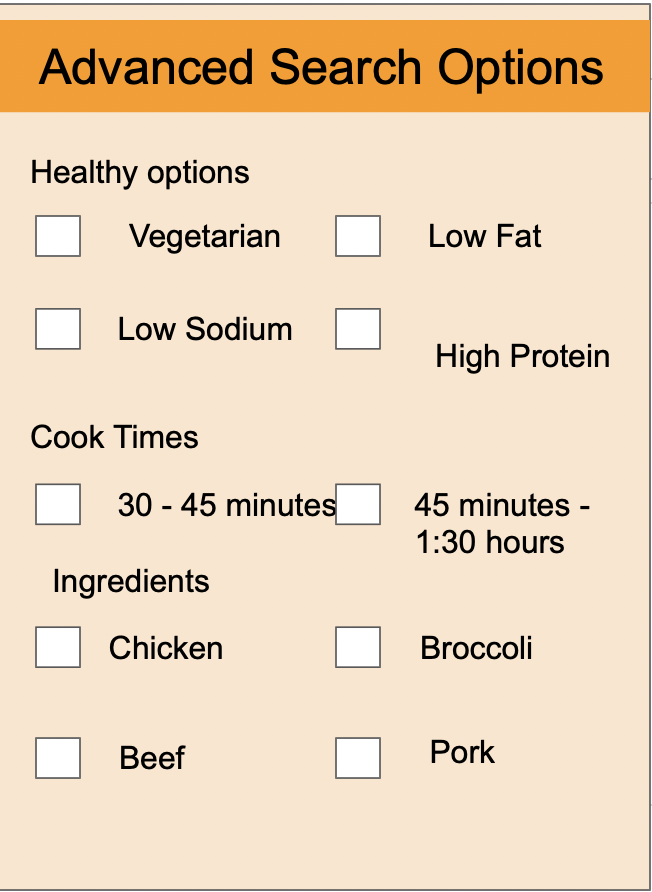 Advanced Search Options
Healthy options
Vegetarian
Low Fat
Low Sodium
High Protein
Cook Times
30 - 45 minutes
45 minutes -
1:30 hours
Ingredients
Chicken
Broccoli
Beef
Pork